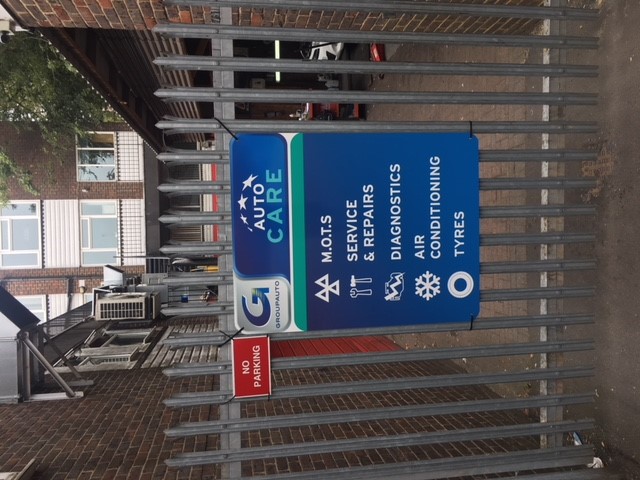 GROUPAUTO
AUTO
CARE
M.O.T.S
SERVICE
& REPAIRS
DIAGNOSTICS
AIR
CONDITIONING
TYRES
NO
PARKING